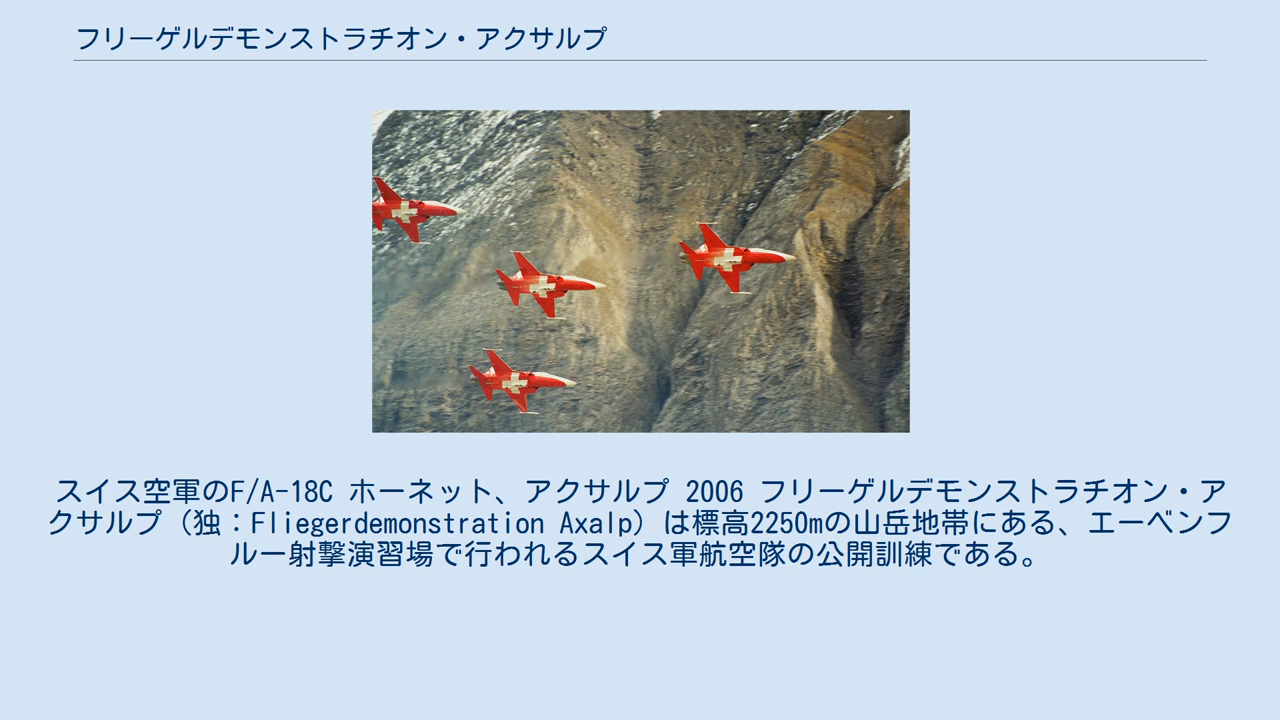 フリーゲルデモンストラチオン・アクサルプ
スイス空軍のF/A-18C ホーネット、アクサルプ 2006 フリーゲルデモンストラチオン・ア
クサルプ（独：Fliegerdemonstration Axalp）は標高2250mの山岳地帯にある、エーベンフ
ルー射撃演習場で行われるスイス軍航空隊の公開訓練である。